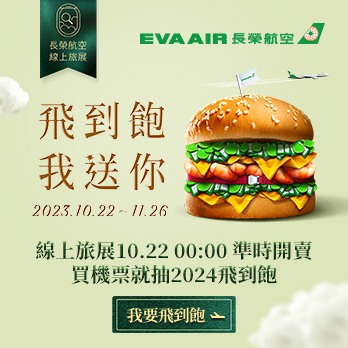 長榮航空
線上旅展
EVA AIR 長榮航空
飛到飽
我送你
2023.10.22~11.26
線上旅展10.22 00:00 準時開賣
買機票就抽2024飛到飽
我要飛到飽